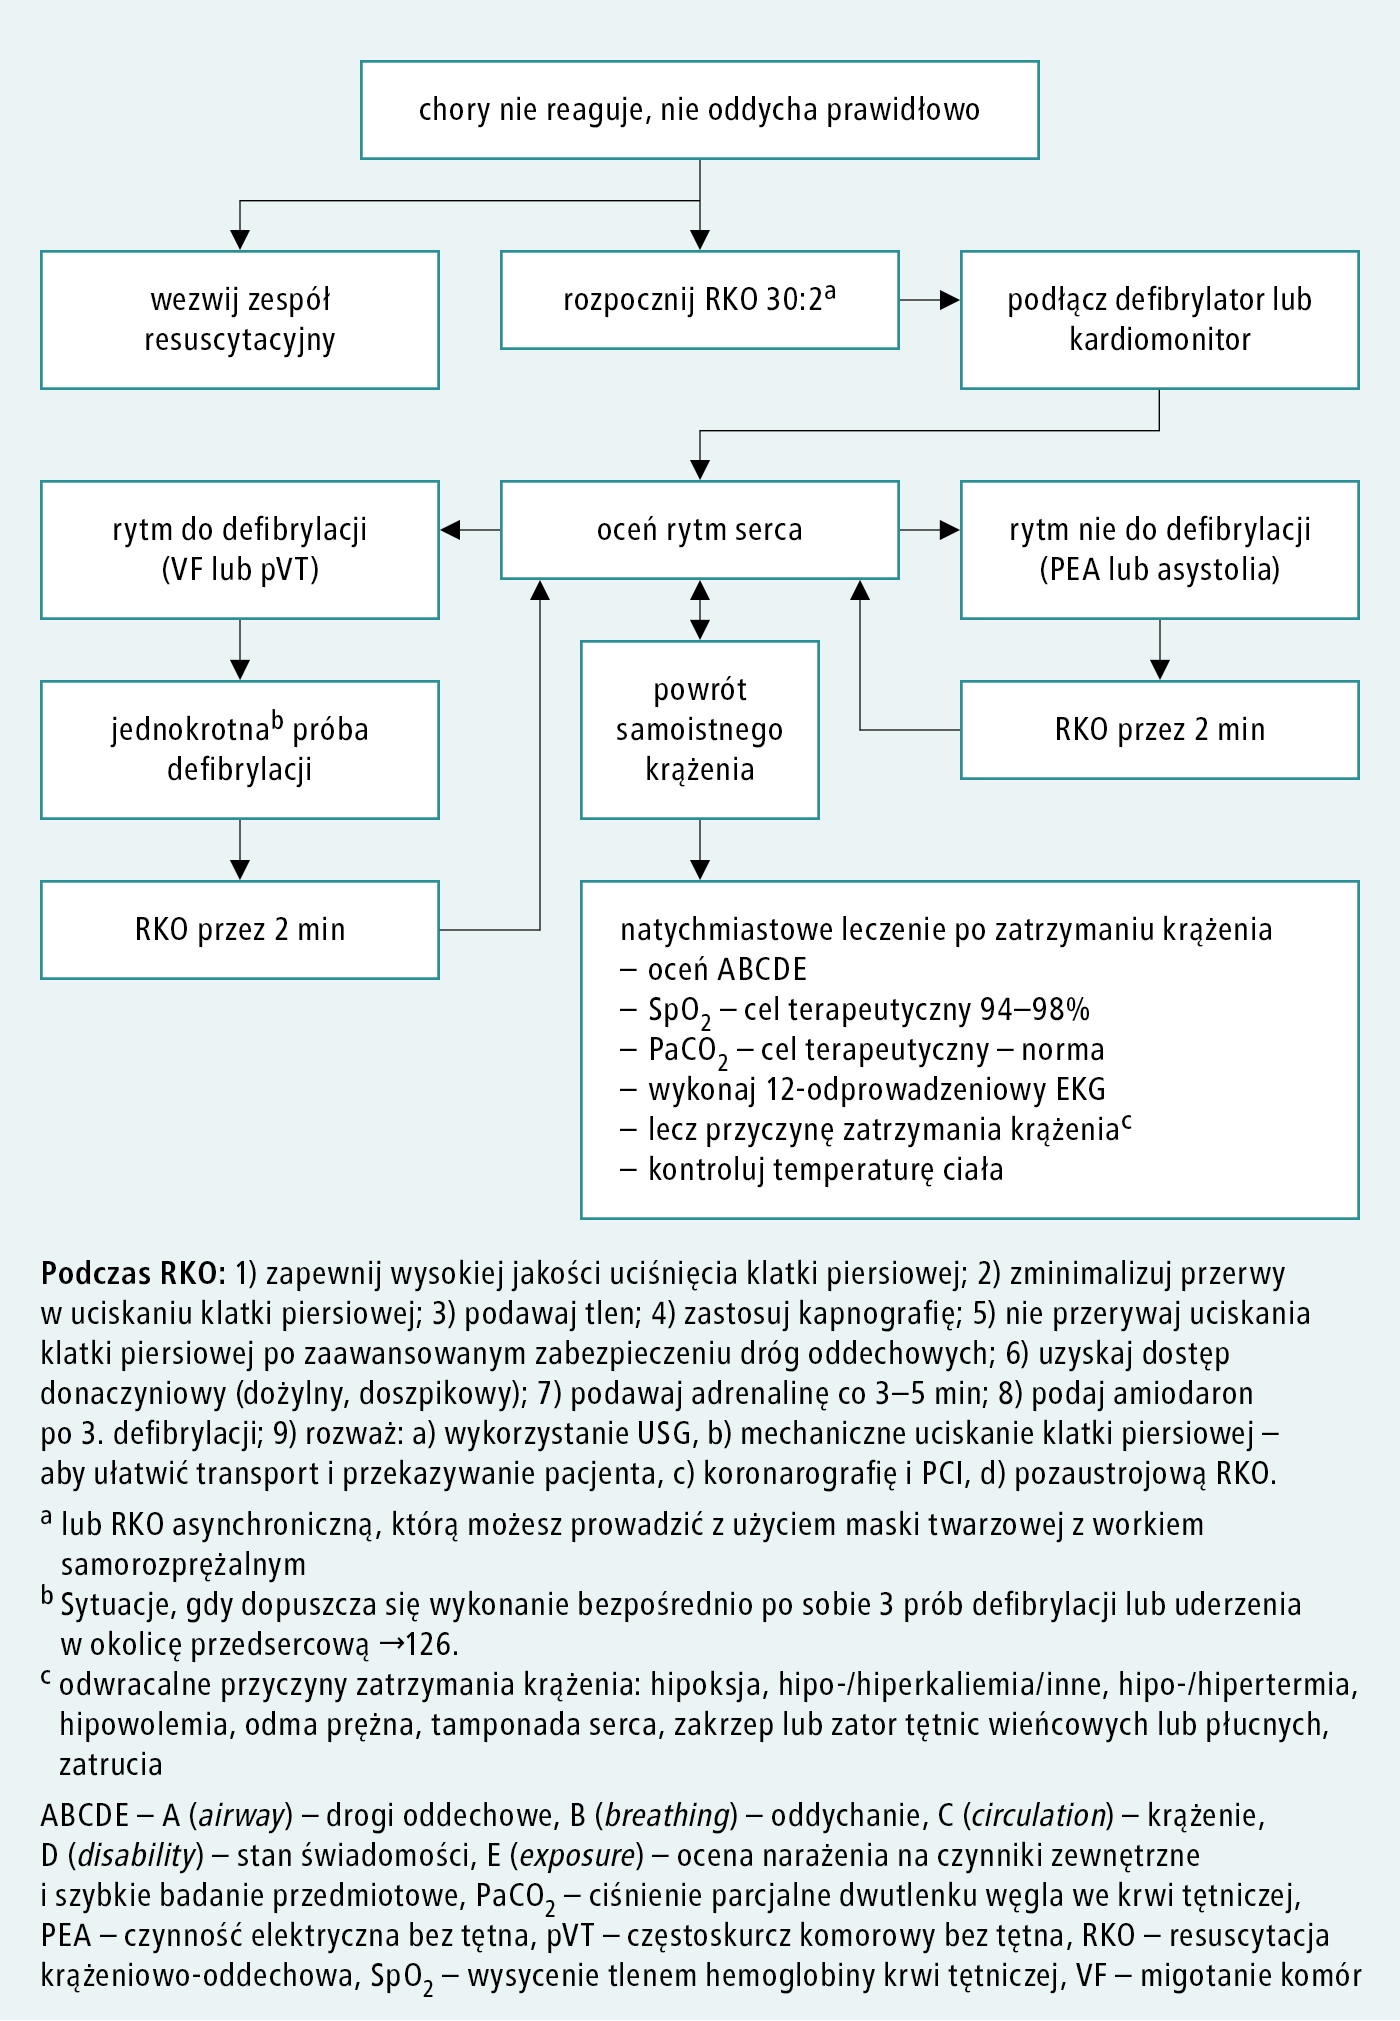 chory nie reaguje, nie oddycha prawidłowo
wezwij zespół
resuscytacyjny
rozpocznij RKO 30:2ᵃ
podłącz defibrylator lub
kardiomonitor
rytm do defibrylacji
(VF lub pVT)
oceń rytm serca
rytm nie do defibrylacji
(PEA lub asystolia)
jednokrotnaᵇ próba
defibrylacji
powrót
samoistnego
krążenia
RKO przez 2 min
RKO przez 2 min
natychmiastowe leczenie po zatrzymaniu krążenia
– oceń ABCDE
– SpO₂ – cel terapeutyczny 94–98%
– PaCO₂ – cel terapeutyczny – norma
– wykonaj 12-odprowadzeniowy EKG
– lecz przyczynę zatrzymania krążeniaᶜ
– kontroluj temperaturę ciała
Podczas RKO: 1) zapewnij wysokiej jakości uciśnięcia klatki piersiowej; 2) zminimalizuj przerwy
w uciskaniu klatki piersiowej; 3) podawaj tlen; 4) zastosuj kapnografię; 5) nie przerywaj uciskania
klatki piersiowej po zaawansowanym zabezpieczeniu dróg oddechowych; 6) uzyskaj dostęp
donaczyniowy (dożylny, doszpikowy); 7) podawaj adrenalinę co 3–5 min; 8) podaj amiodaron
po 3. defibrylacji; 9) rozważ: a) wykorzystanie USG, b) mechaniczne uciskanie klatki piersiowej –
aby ułatwić transport i przekazywanie pacjenta, c) koronarografię i PCI, d) pozaustrojową RKO.
ᵃ lub RKO asynchroniczną, którą możesz prowadzić z użyciem maski twarzowej z workiem
samorozprężalnym
ᵇ Sytuacje, gdy dopuszcza się wykonanie bezpośrednio po sobie 3 prób defibrylacji lub uderzenia
w okolicę przedsercową →126.
ᶜ odwracalne przyczyny zatrzymania krążenia: hipoksja, hipo-/hiperkaliemia/inne, hipo-/hipertermia,
hipowolemia, odma prężna, tamponada serca, zakrzep lub zator tętnic wieńcowych lub płucnych,
zatrucia
ABCDE – A (airway) – drogi oddechowe, B (breathing) – oddychanie, C (circulation) – krążenie,
D (disability) – stan świadomości, E (exposure) – ocena narażenia na czynniki zewnętrzne
i szybkie badanie przedmiotowe, PaCO₂ – ciśnienie parcjalne dwutlenku węgla we krwi tętniczej,
PEA – czynność elektryczna bez tętna, pVT – częstoskurcz komorowy bez tętna, RKO – resuscytacja
krążeniowo-oddechowa, SpO₂ – wysycenie tlenem hemoglobiny krwi tętniczej, VF – migotanie komór